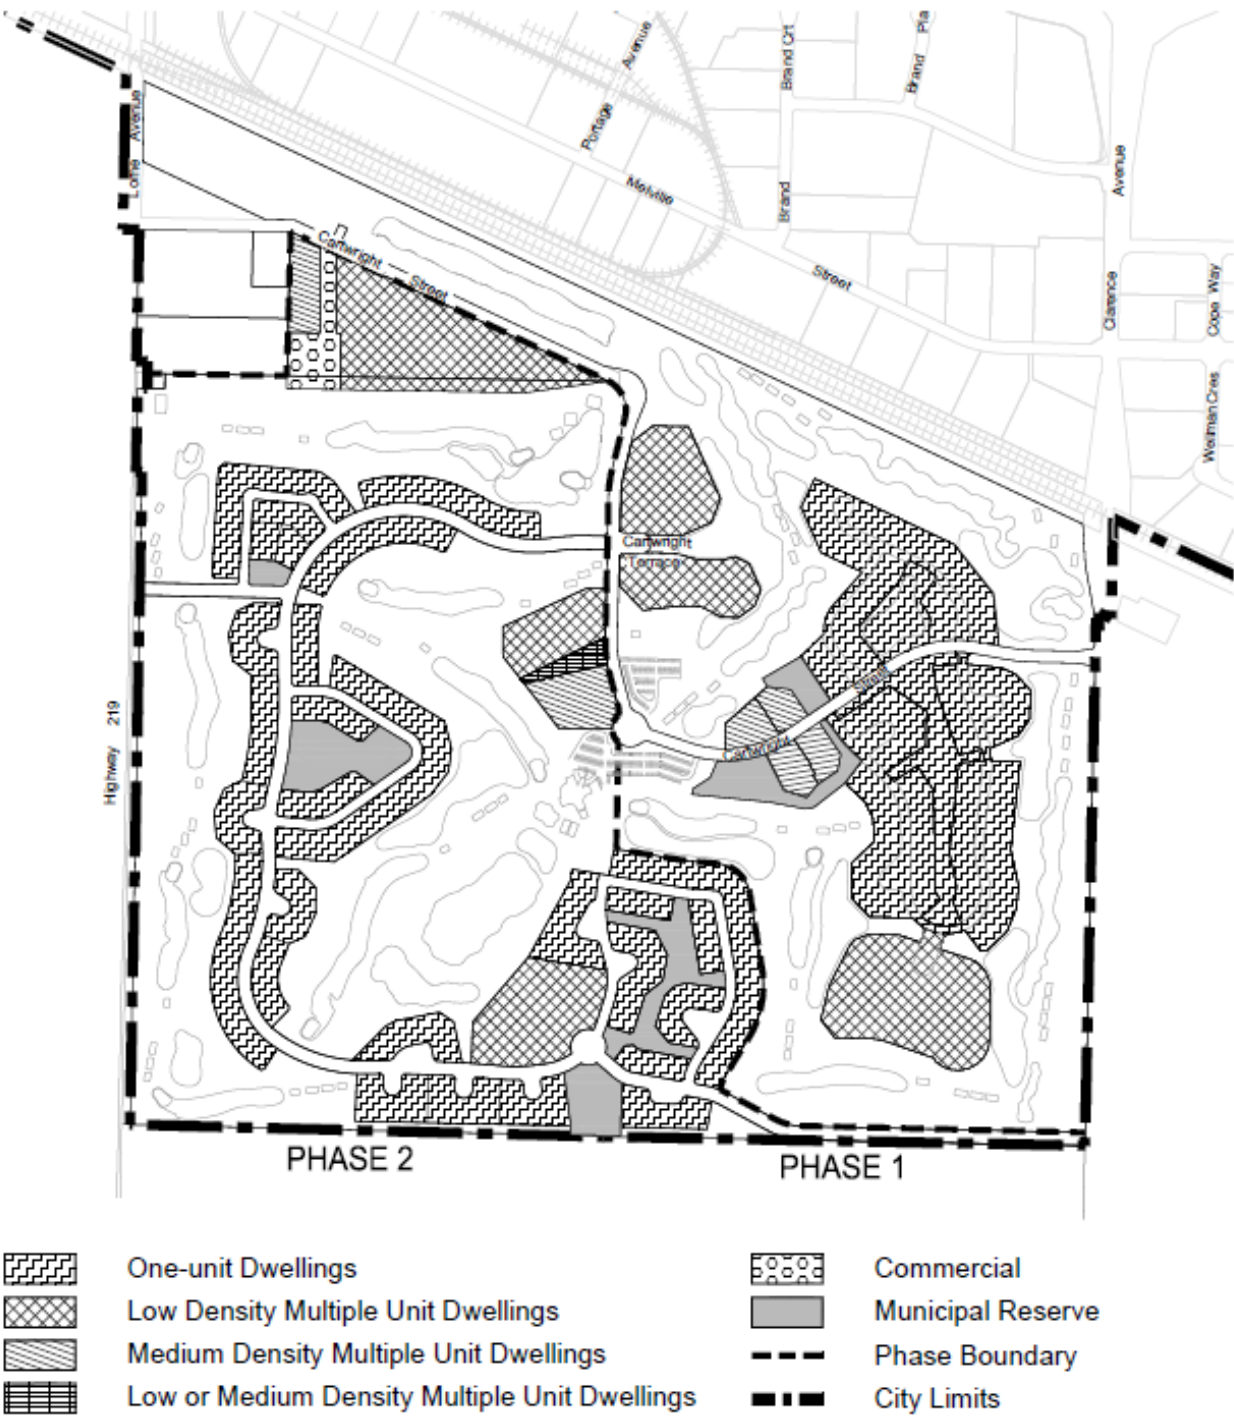 Lorne Avenue
Portage Avenue
Brand Crt
Brand Pla
Melville
Brand
Avenue
Clarence
Street
Cope Way
Wellman Cres
Cartwright
Street
Cartwright
Terrace
Street
Cartwright
Highway 219
PHASE 2
PHASE 1
One-unit Dwellings
Low Density Multiple Unit Dwellings
Medium Density Multiple Unit Dwellings
Low or Medium Density Multiple Unit Dwellings
Commercial
Municipal Reserve
Phase Boundary
City Limits